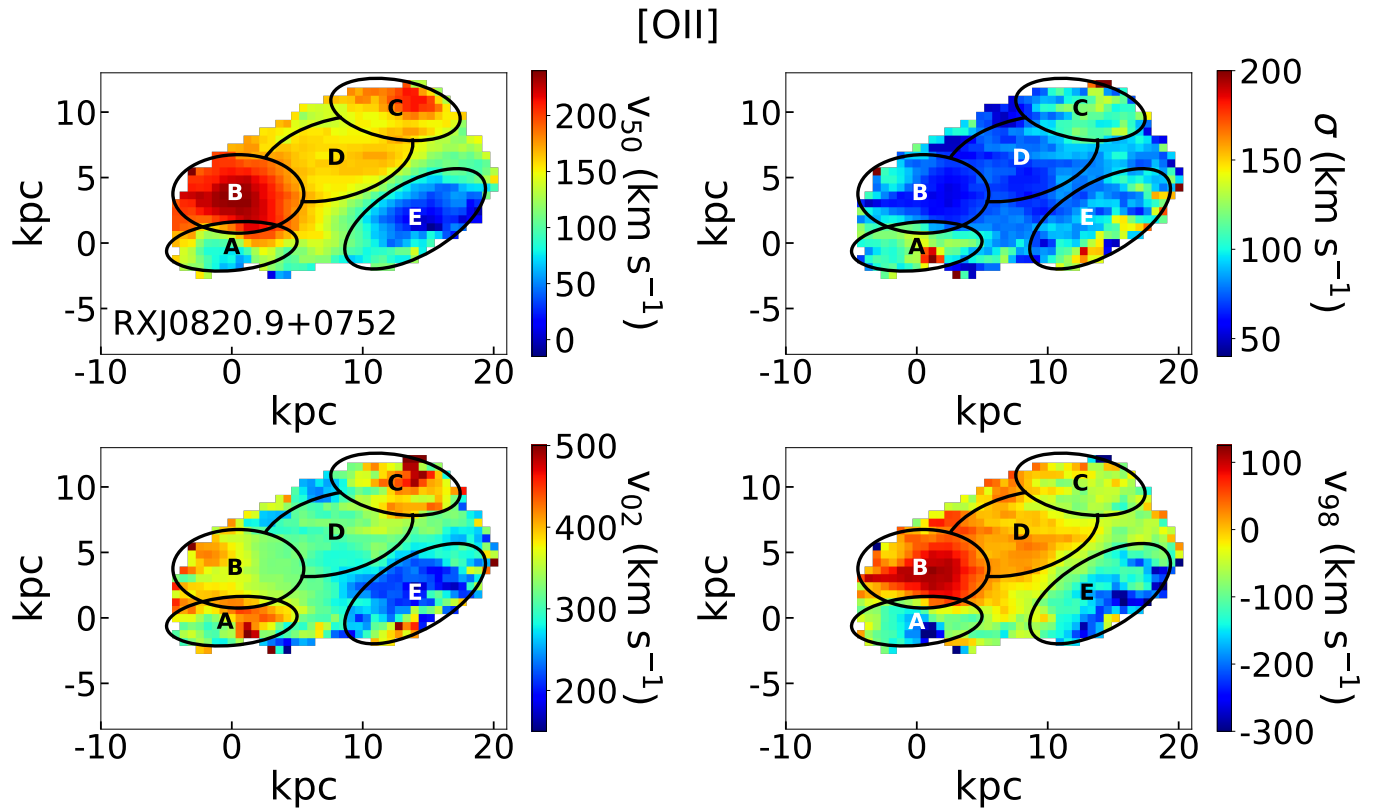 [OII]
10
5
0
-5
-10 0 10 20
kpc
kpc
A
B
C
D
E
RXJ0820.9+0752
200
150
100
50
0
v₅₀ (km s⁻¹)
10
5
0
-5
-10 0 10 20
kpc
kpc
A
B
C
D
E
200
150
100
50
σ (km s⁻¹)
10
5
0
-5
-10 0 10 20
kpc
kpc
A
B
C
D
E
500
400
300
200
v₀₂ (km s⁻¹)
10
5
0
-5
-10 0 10 20
kpc
kpc
A
B
C
D
E
100
0
-100
-200
-300
v₉₈ (km s⁻¹)